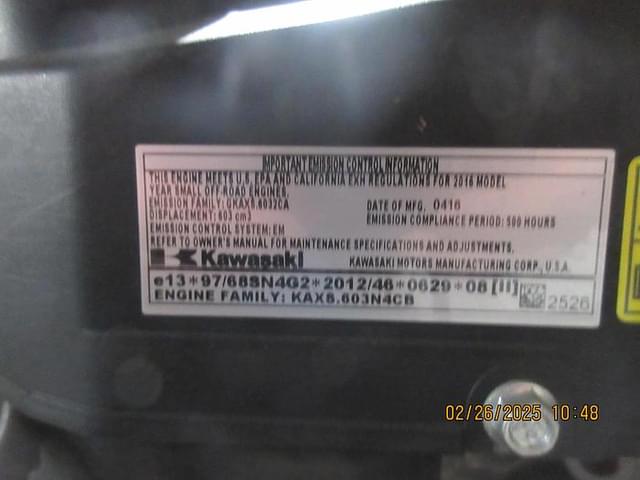 IMPORTANT EMISSION CONTROL INFORMATION
THIS ENGINE MEETS U.S. EPA AND CALIFORNIA EXH REGULATIONS FOR 2016 MODEL
YEAR SMALL OFF-ROAD ENGINES.
EMISSION FAMILY: GKAXS.6032CA DATE OF MFG. 0416
DISPLACEMENT: 603 cm3 EMISSION COMPLIANCE PERIOD: 500 HOURS
EMISSION CONTROL SYSTEM: EM
REFER TO OWNER'S MANUAL FOR MAINTENANCE SPECIFICATIONS AND ADJUSTMENTS.
Kawasaki KAWASAKI MOTORS MANUFACTURING CORP., U.S.A.
e13*97/68SN4G2*2012/46*0629*08[II]
ENGINE FAMILY: KAXS.603N4CB 2526
02/26/2025 10:48